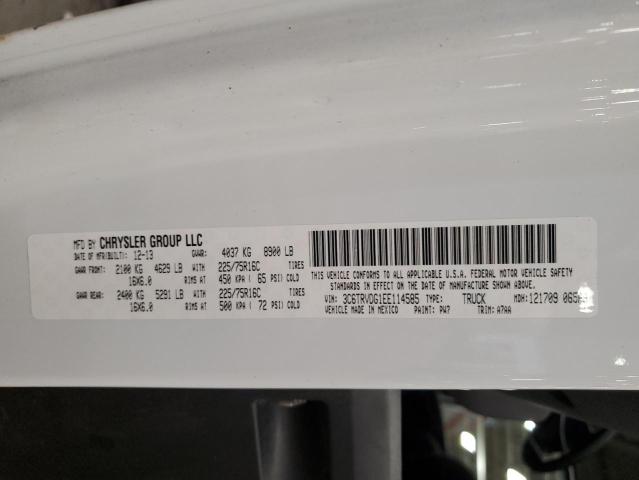 MFD BY CHRYSLER GROUP LLC
DATE OF MFR(BUILT): 12-13 GVWR: 4037 KG 8900 LB
GAWR FRONT: 2100 KG 4629 LB WITH 225/75R16C TIRES
16X6.0 RIMS AT 450 KPA ( 65 PSI) COLD
GAWR REAR: 2400 KG 5291 LB WITH 225/75R16C TIRES
16X6.0 RIMS AT 500 KPA ( 72 PSI) COLD
THIS VEHICLE CONFORMS TO ALL APPLICABLE U.S.A. FEDERAL MOTOR VEHICLE SAFETY
STANDARDS IN EFFECT ON THE DATE OF MANUFACTURE SHOWN ABOVE.
VIN: 3C6TRVDG1EE114585 TYPE: TRUCK MDH: 121709
VEHICLE MADE IN MEXICO PAINT: PW7 TRIM: A7AA